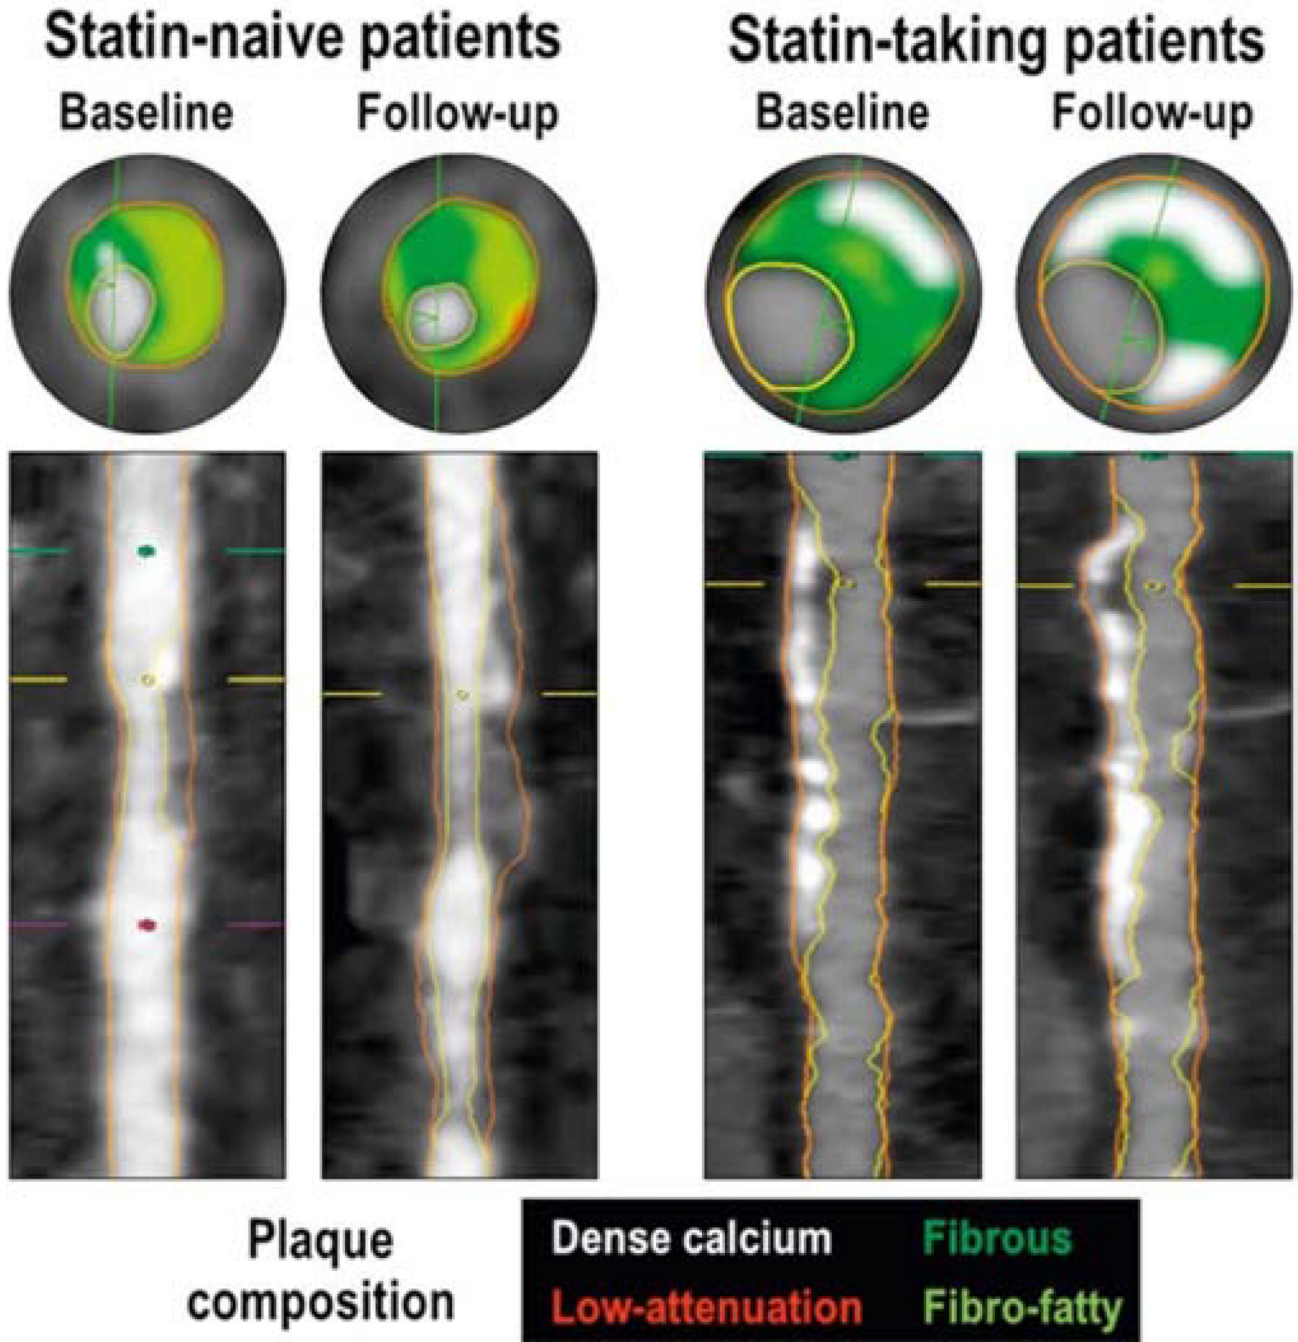 Statin-naive patients
Statin-taking patients
Baseline
Follow-up
Baseline
Follow-up
Plaque
composition
Dense calcium
Fibrous
Low-attenuation
Fibro-fatty